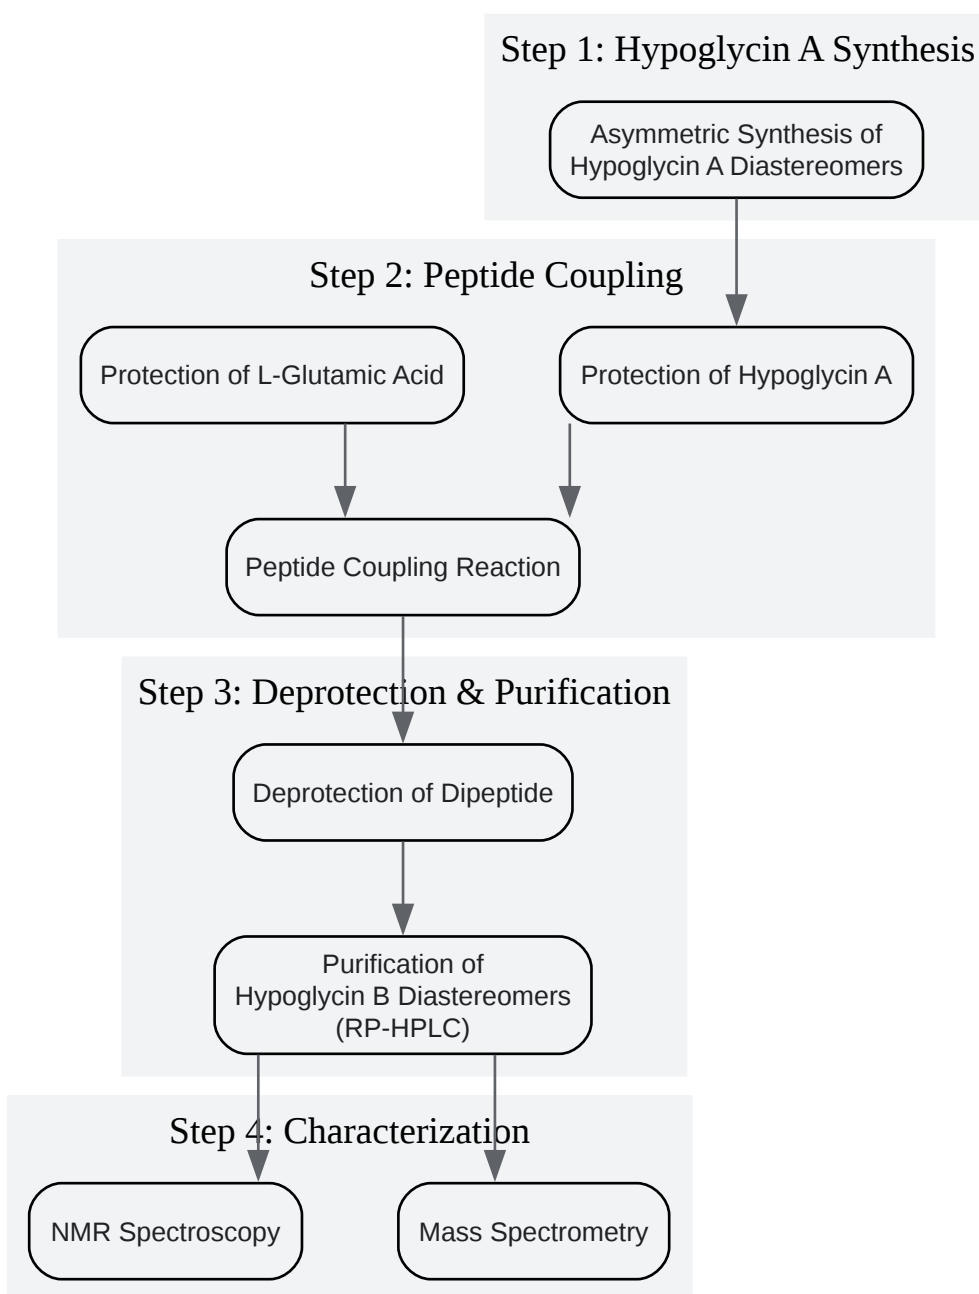 Step 1: Hypoglycin A Synthesis
Asymmetric Synthesis of
Hypoglycin A Diastereomers
Step 2: Peptide Coupling
Protection of L-Glutamic Acid
Protection of Hypoglycin A
Peptide Coupling Reaction
Step 3: Deprotection & Purification
Deprotection of Dipeptide
Purification of
Hypoglycin B Diastereomers
(RP-HPLC)
Step 4: Characterization
NMR Spectroscopy
Mass Spectrometry